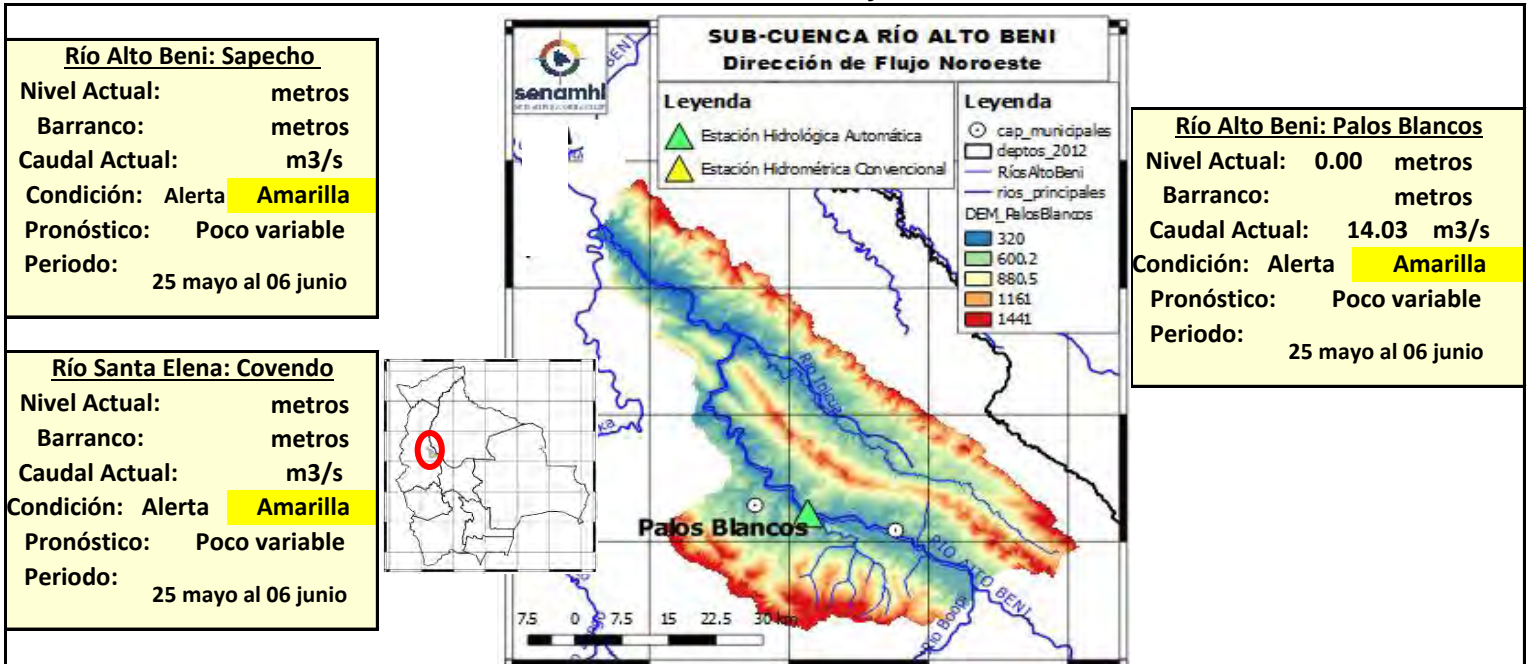 Río Alto Beni: Sapecho
Nivel Actual: metros
Barranco: metros
Caudal Actual: m3/s
Condición: Alerta Amarilla
Pronóstico: Poco variable
Periodo:
25 mayo al 06 junio
Río Santa Elena: Covendo
Nivel Actual: metros
Barranco: metros
Caudal Actual: m3/s
Condición: Alerta Amarilla
Pronóstico: Poco variable
Periodo:
25 mayo al 06 junio
senamhi
SUB-CUENCA RÍO ALTO BENI
Dirección de Flujo Noroeste
Leyenda
Estación Hidrológica Automática
Estación Hidrométrica Convencional
Leyenda
cap_municipales
deptos_2012
RíosAltoBeni
rios_principales
DEM_PalosBlancos
320
600.2
880.5
1161
1441
BENI
Río Inicua
Palos Blancos
RIO ALTO BENI
Río Boopi
7.5 0 7.5 15 22.5 30 km
Río Alto Beni: Palos Blancos
Nivel Actual: 0.00 metros
Barranco: metros
Caudal Actual: 14.03 m3/s
Condición: Alerta Amarilla
Pronóstico: Poco variable
Periodo:
25 mayo al 06 junio